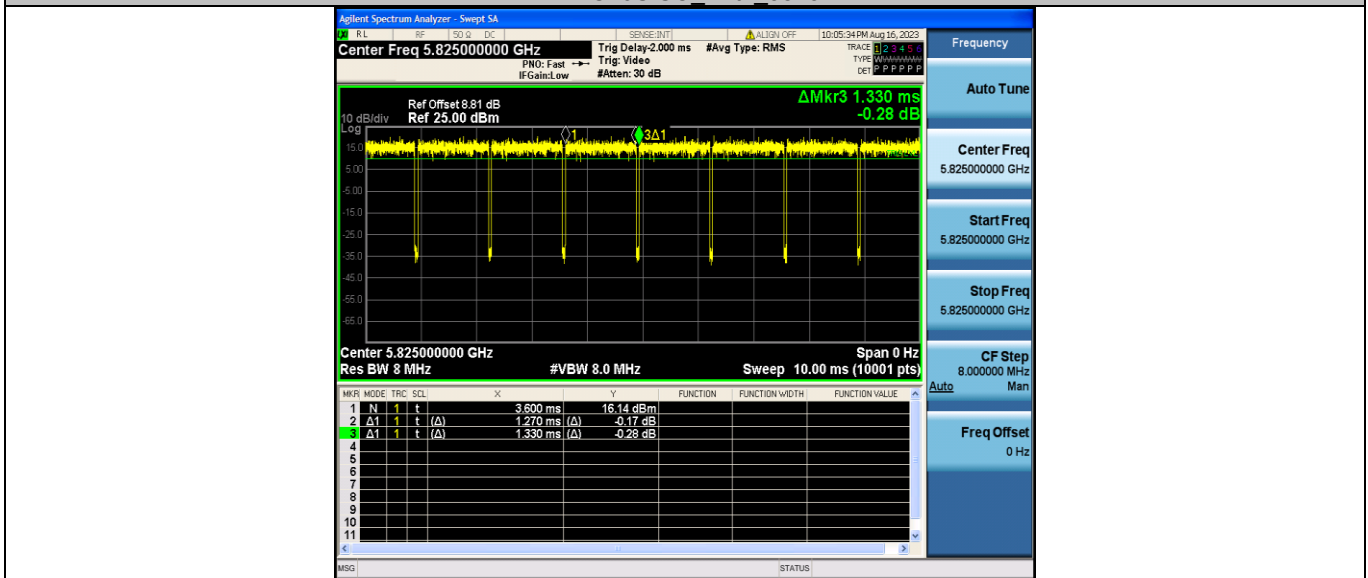 Agilent Spectrum Analyzer - Swept SA
RL RF 50 Ω DC SENSE:INT ALIGN OFF 10:05:34 PM Aug 16, 2023
Center Freq 5.825000000 GHz Trig Delay-2.000 ms #Avg Type: RMS TRACE 1 2 3 4 5 6
PNO: Fast Trig: Video TYPE
IFGain:Low #Atten: 30 dB DET P P P P P P
Frequency
ΔMkr3 1.330 ms
-0.28 dB
Ref Offset 8.81 dB
10 dB/div Ref 25.00 dBm
Log
1
3Δ1
15.0
5.00
-5.00
-15.0
-25.0
-35.0
-45.0
-55.0
-65.0
Center 5.825000000 GHz Span 0 Hz
Res BW 8 MHz #VBW 8.0 MHz Sweep 10.00 ms (10001 pts)
MKR MODE TRC SCL X Y FUNCTION FUNCTION WIDTH FUNCTION VALUE
1 N 1 t 3.600 ms 16.14 dBm
2 Δ1 1 t (Δ) 1.270 ms (Δ) -0.17 dB
3 Δ1 1 t (Δ) 1.330 ms (Δ) -0.28 dB
4
5
6
7
8
9
10
11
MSG STATUS
Auto Tune
Center Freq
5.825000000 GHz
Start Freq
5.825000000 GHz
Stop Freq
5.825000000 GHz
CF Step
8.000000 MHz
Auto Man
Freq Offset
0 Hz